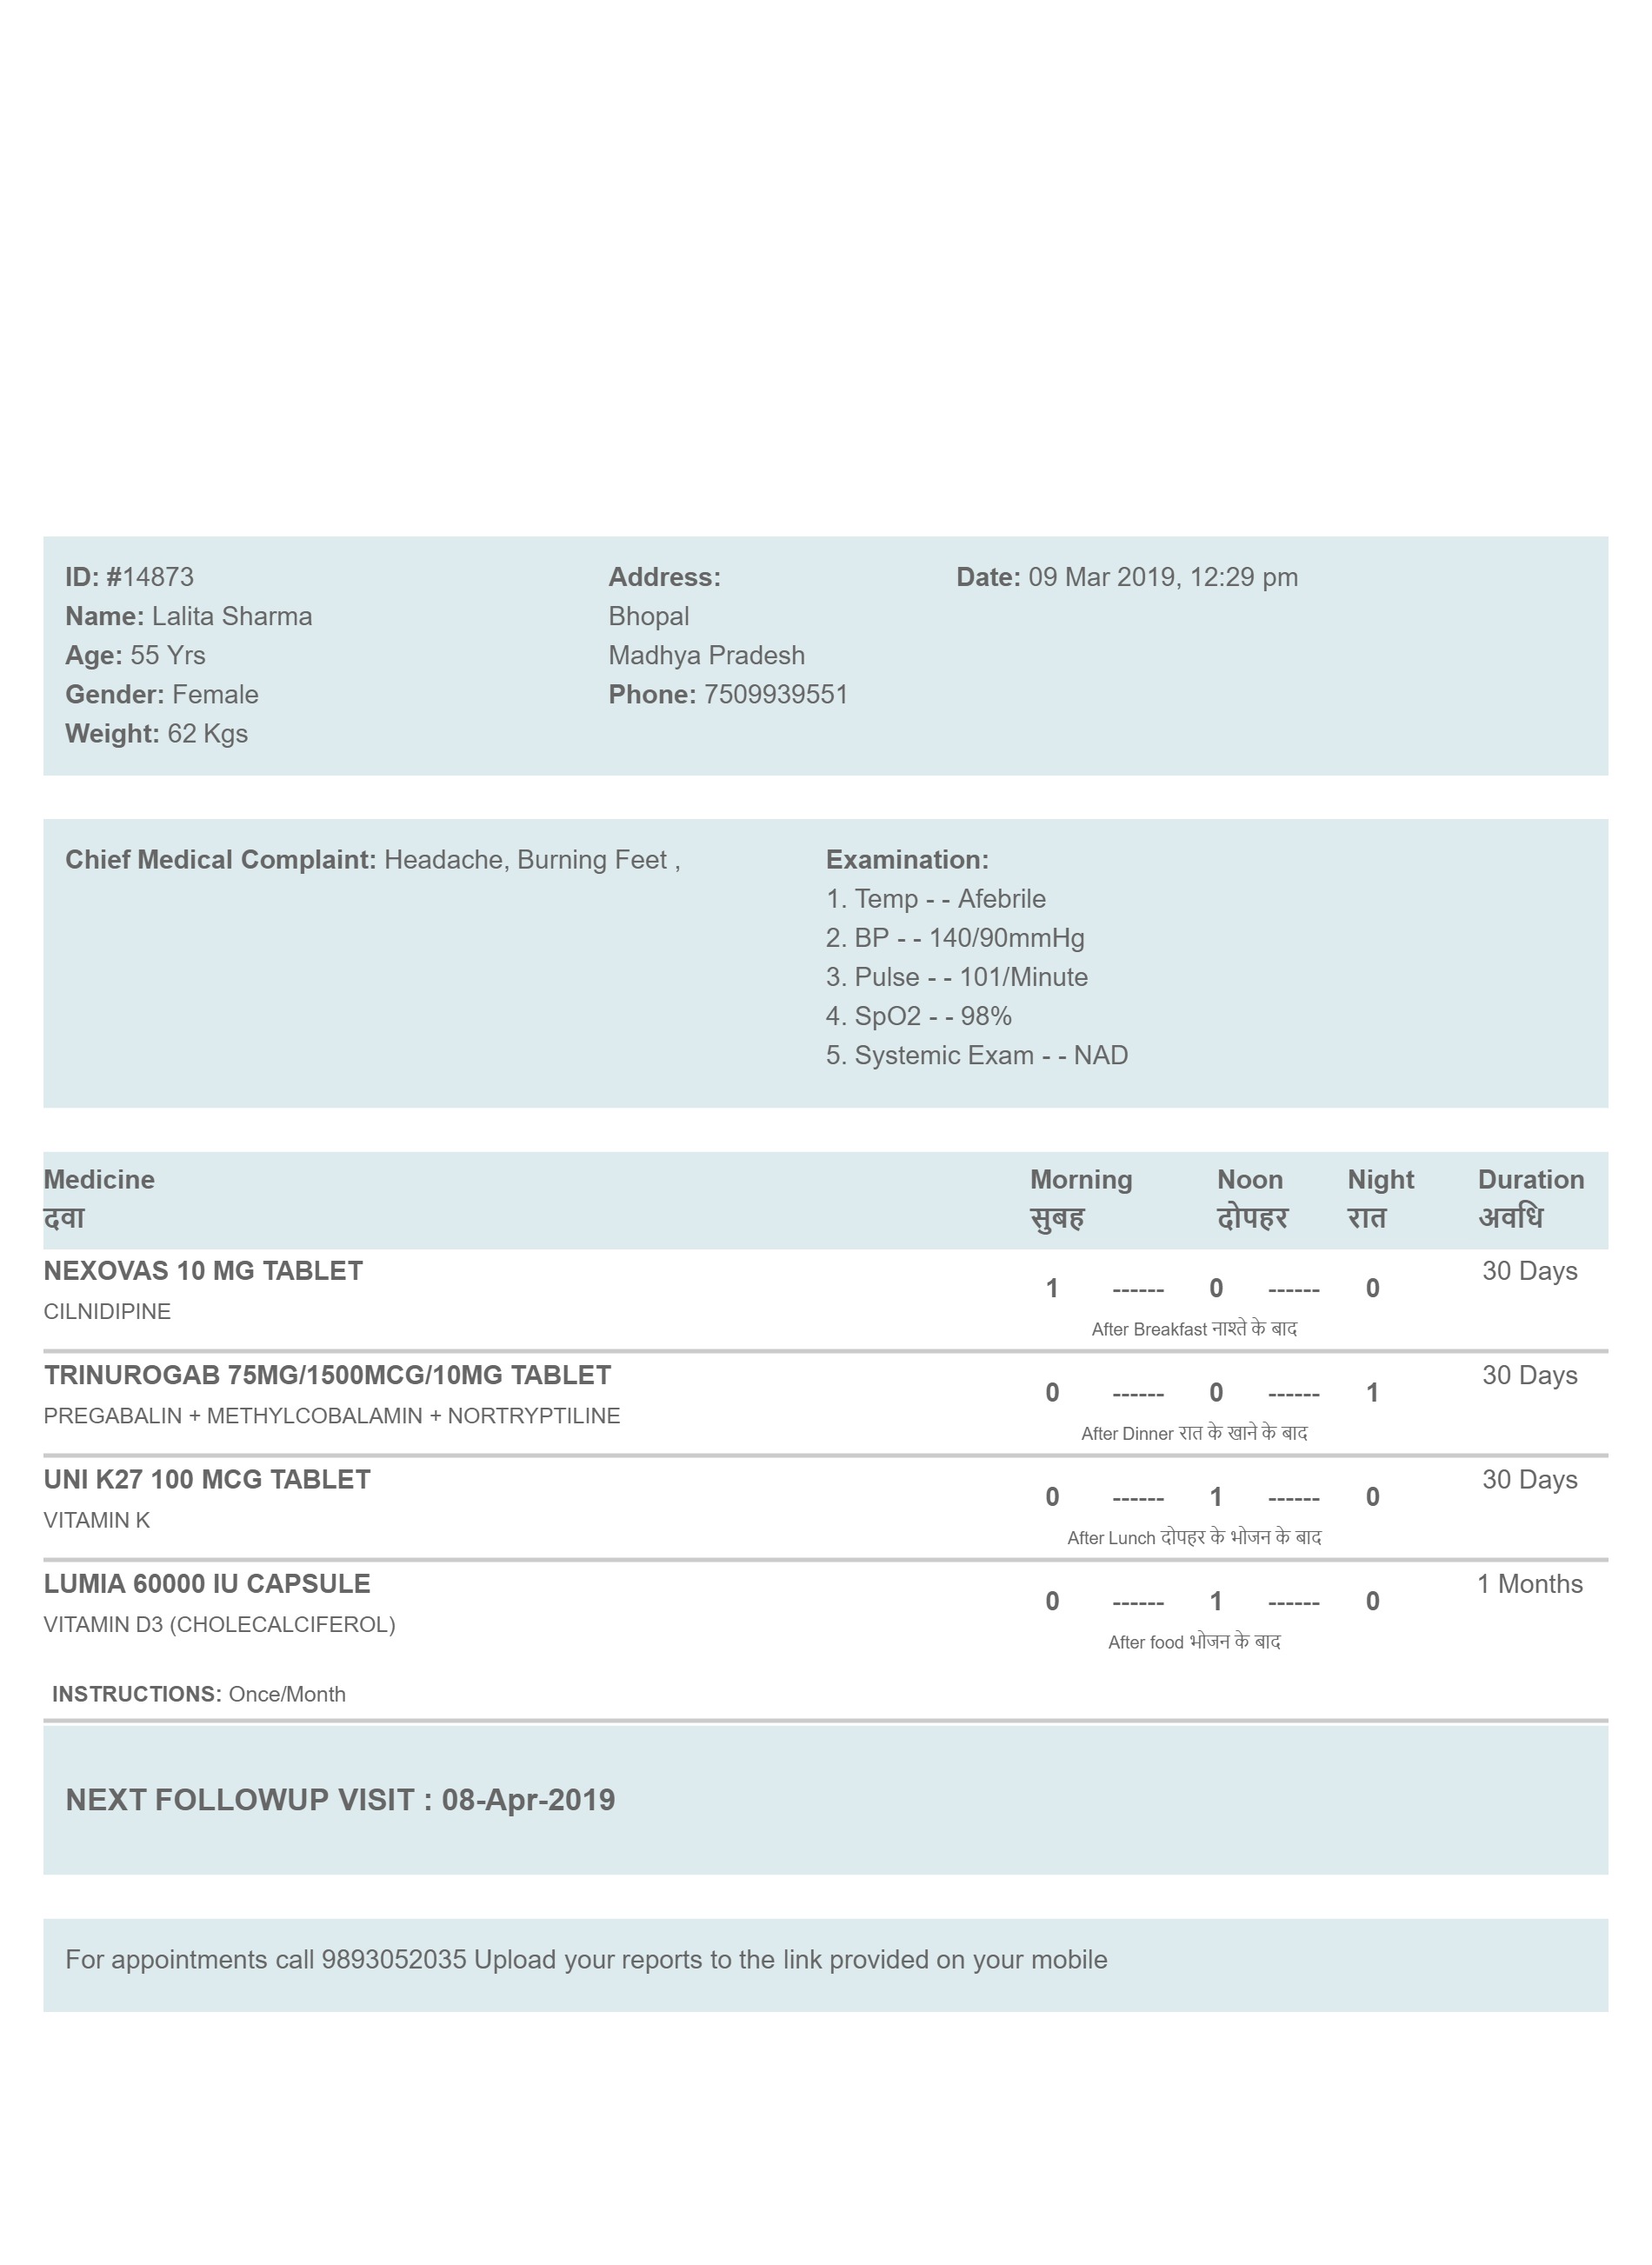 ID: #14873
Name: Lalita Sharma
Age: 55 Yrs
Gender: Female
Weight: 62 Kgs
Address:
Bhopal
Madhya Pradesh
Phone: 7509939551
Date: 09 Mar 2019, 12:29 pm
Chief Medical Complaint: Headache, Burning Feet ,
Examination:
1. Temp - - Afebrile
2. BP - - 140/90mmHg
3. Pulse - - 101/Minute
4. SpO2 - - 98%
5. Systemic Exam - - NAD
Medicine Morning Noon Night Duration
दवा सुबह दोपहर रात अवधि
NEXOVAS 10 MG TABLET 30 Days
1 ------ 0 ------ 0
CILNIDIPINE
After Breakfast नाश्ते के बाद
TRINUROGAB 75MG/1500MCG/10MG TABLET 30 Days
0 ------ 0 ------ 1
PREGABALIN + METHYLCOBALAMIN + NORTRYPTILINE
After Dinner रात के खाने के बाद
UNI K27 100 MCG TABLET 30 Days
0 ------ 1 ------ 0
VITAMIN K
After Lunch दोपहर के भोजन के बाद
LUMIA 60000 IU CAPSULE 1 Months
0 ------ 1 ------ 0
VITAMIN D3 (CHOLECALCIFEROL)
After food भोजन के बाद
INSTRUCTIONS: Once/Month
NEXT FOLLOWUP VISIT : 08-Apr-2019
For appointments call 9893052035 Upload your reports to the link provided on your mobile